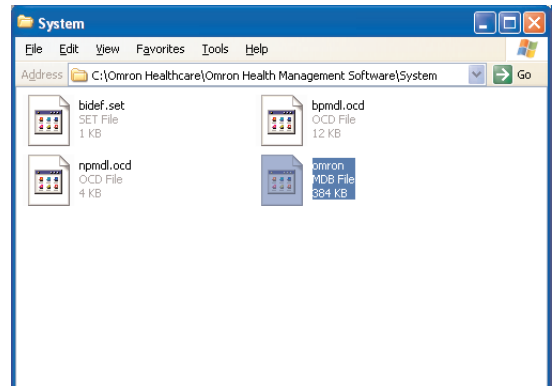 System
File Edit View Favorites Tools Help
Address C:\Omron Healthcare\Omron Health Management Software\System Go
bidef.set
SET File
1 KB
bpmdl.ocd
OCD File
12 KB
npmdl.ocd
OCD File
4 KB
omron
MDB File
384 KB